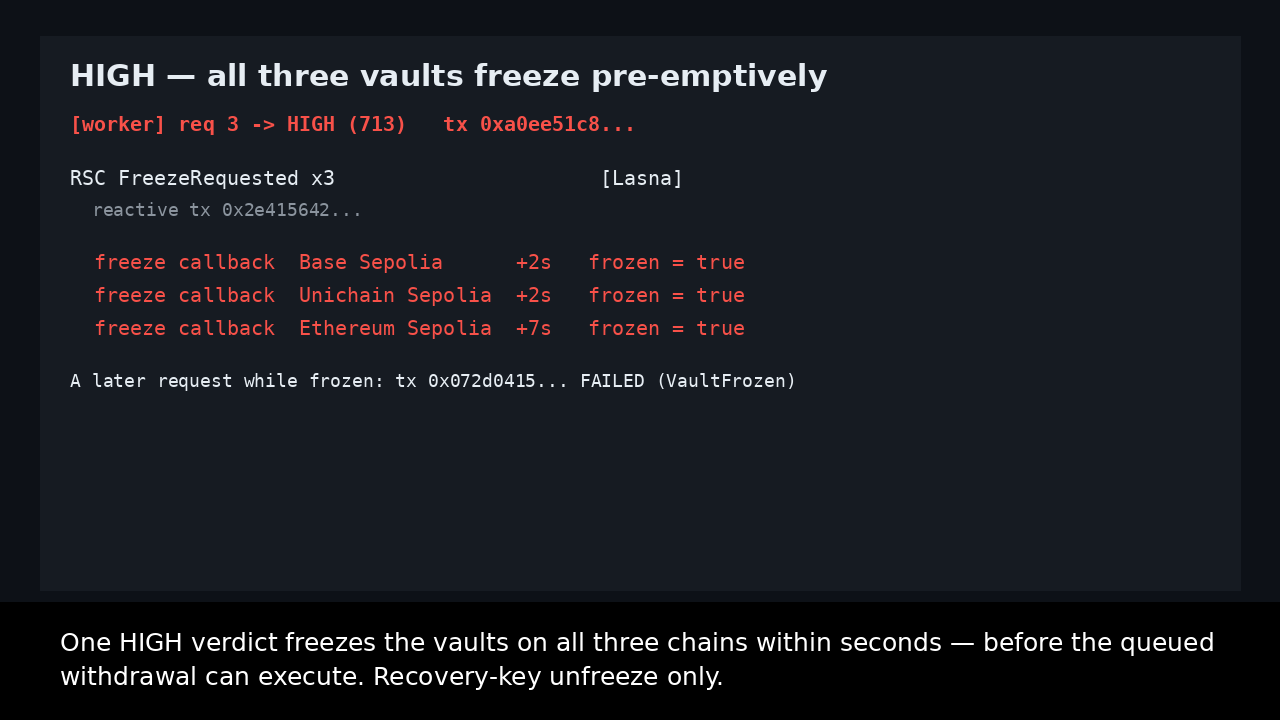 HIGH — all three vaults freeze pre-emptively
[worker] req 3 -> HIGH (713)   tx 0xa0ee51c8...
RSC FreezeRequested x3                      [Lasna]
reactive tx 0x2e415642...
freeze callback  Base Sepolia      +2s   frozen = true
freeze callback  Unichain Sepolia  +2s   frozen = true
freeze callback  Ethereum Sepolia  +7s   frozen = true
A later request while frozen: tx 0x072d0415... FAILED (VaultFrozen)
One HIGH verdict freezes the vaults on all three chains within seconds — before the queued
withdrawal can execute. Recovery-key unfreeze only.